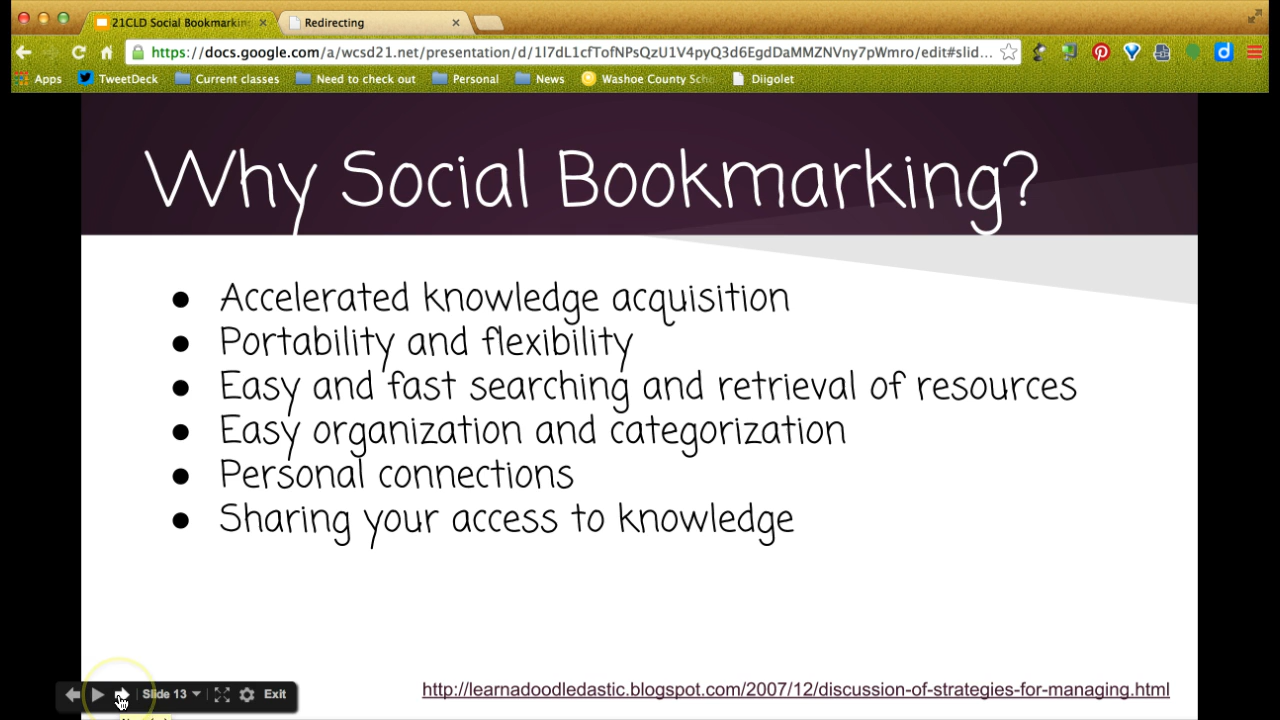 21CLD Social Bookmarking
Redirecting
https://docs.google.com/a/wcsd21.net/presentation/d/1l7dL1cfTofNPsQzU1V4pyQ3d6EgdDaMMZNVny7pWmro/edit#slid...
Apps TweetDeck Current classes Need to check out Personal News Washoe County Scho Diigolet
Why Social Bookmarking?
● Accelerated knowledge acquisition
● Portability and flexibility
● Easy and fast searching and retrieval of resources
● Easy organization and categorization
● Personal connections
● Sharing your access to knowledge
http://learnadoodledastic.blogspot.com/2007/12/discussion-of-strategies-for-managing.html
Slide 13 Exit